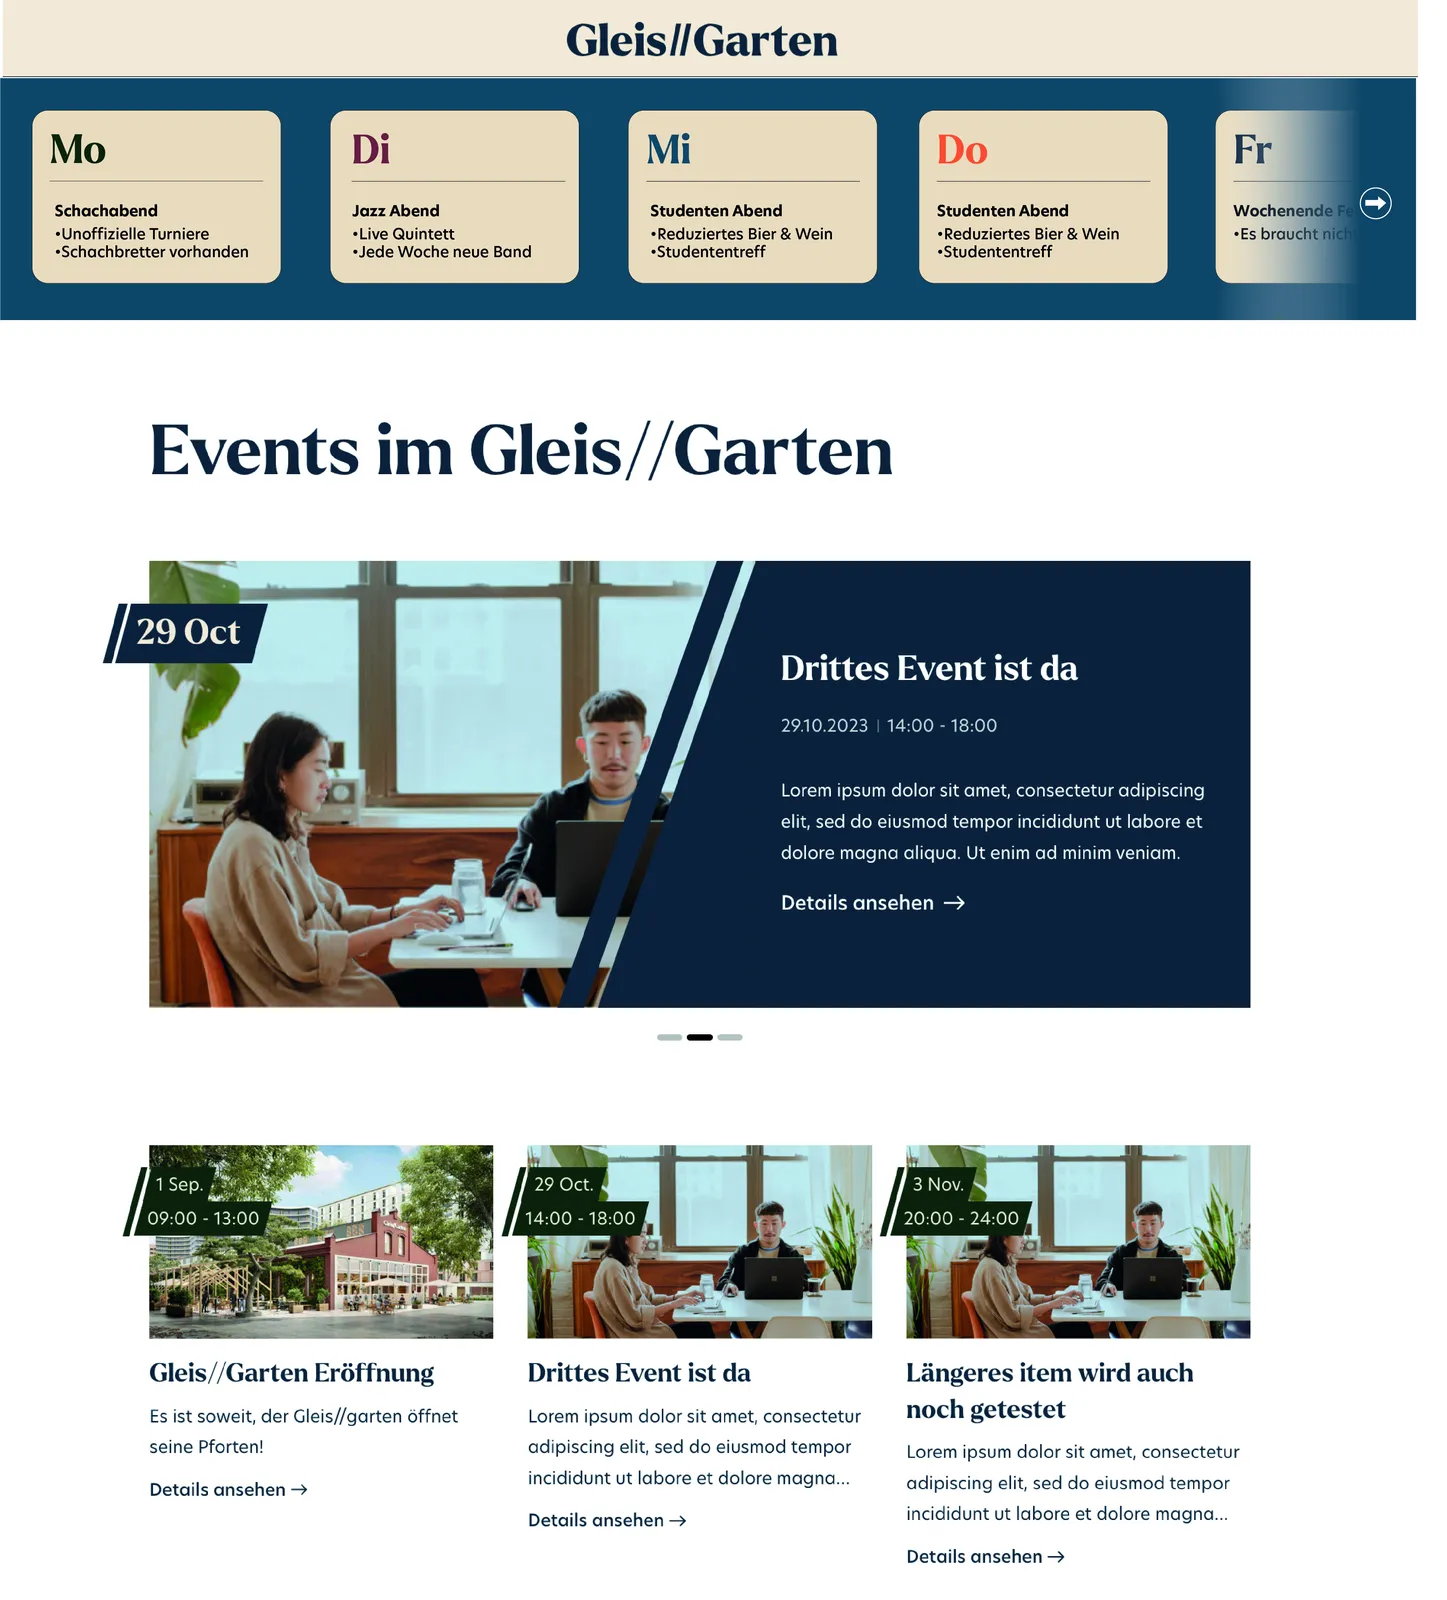 Gleis//Garten
Mo
Schachabend
•Unoffizielle Turniere
•Schachbretter vorhanden
Di
Jazz Abend
•Live Quintett
•Jede Woche neue Band
Mi
Studenten Abend
•Reduziertes Bier & Wein
•Studententreff
Do
Studenten Abend
•Reduziertes Bier & Wein
•Studententreff
Fr
Wochenende Fe
•Es braucht nich
Events im Gleis//Garten
29 Oct
Drittes Event ist da
29.10.2023 | 14:00 - 18:00
Lorem ipsum dolor sit amet, consectetur adipiscing
elit, sed do eiusmod tempor incididunt ut labore et
dolore magna aliqua. Ut enim ad minim veniam.
Details ansehen →
1 Sep.
09:00 - 13:00
Gleis//Garten Eröffnung
Es ist soweit, der Gleis//garten öffnet
seine Pforten!
Details ansehen →
29 Oct.
14:00 - 18:00
Drittes Event ist da
Lorem ipsum dolor sit amet, consectetur
adipiscing elit, sed do eiusmod tempor
incididunt ut labore et dolore magna...
Details ansehen →
3 Nov.
20:00 - 24:00
Längeres item wird auch
noch getestet
Lorem ipsum dolor sit amet, consectetur
adipiscing elit, sed do eiusmod tempor
incididunt ut labore et dolore magna...
Details ansehen →